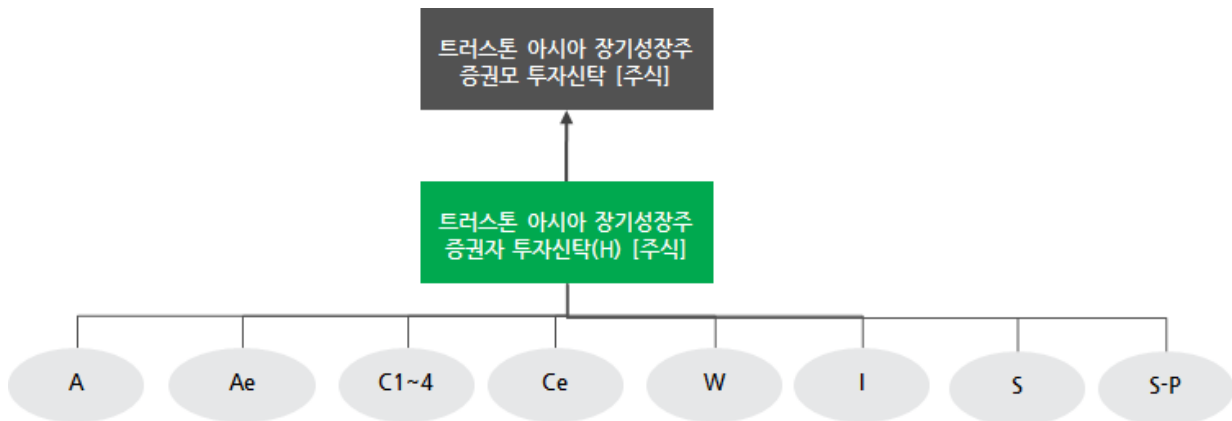 트러스톤 아시아 장기성장주
증권모 투자신탁 [주식]
트러스톤 아시아 장기성장주
증권자 투자신탁(H) [주식]
A
Ae
C1~4
Ce
W
I
S
S-P